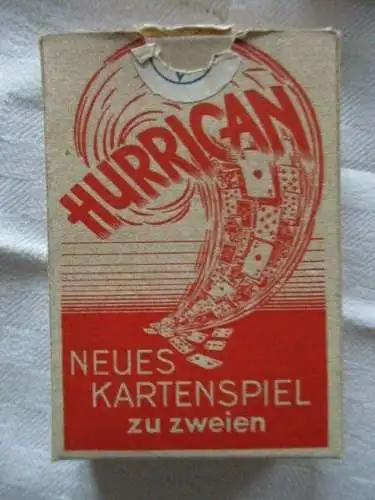 HURRICAN
NEUES
KARTENSPIEL
zu zweien